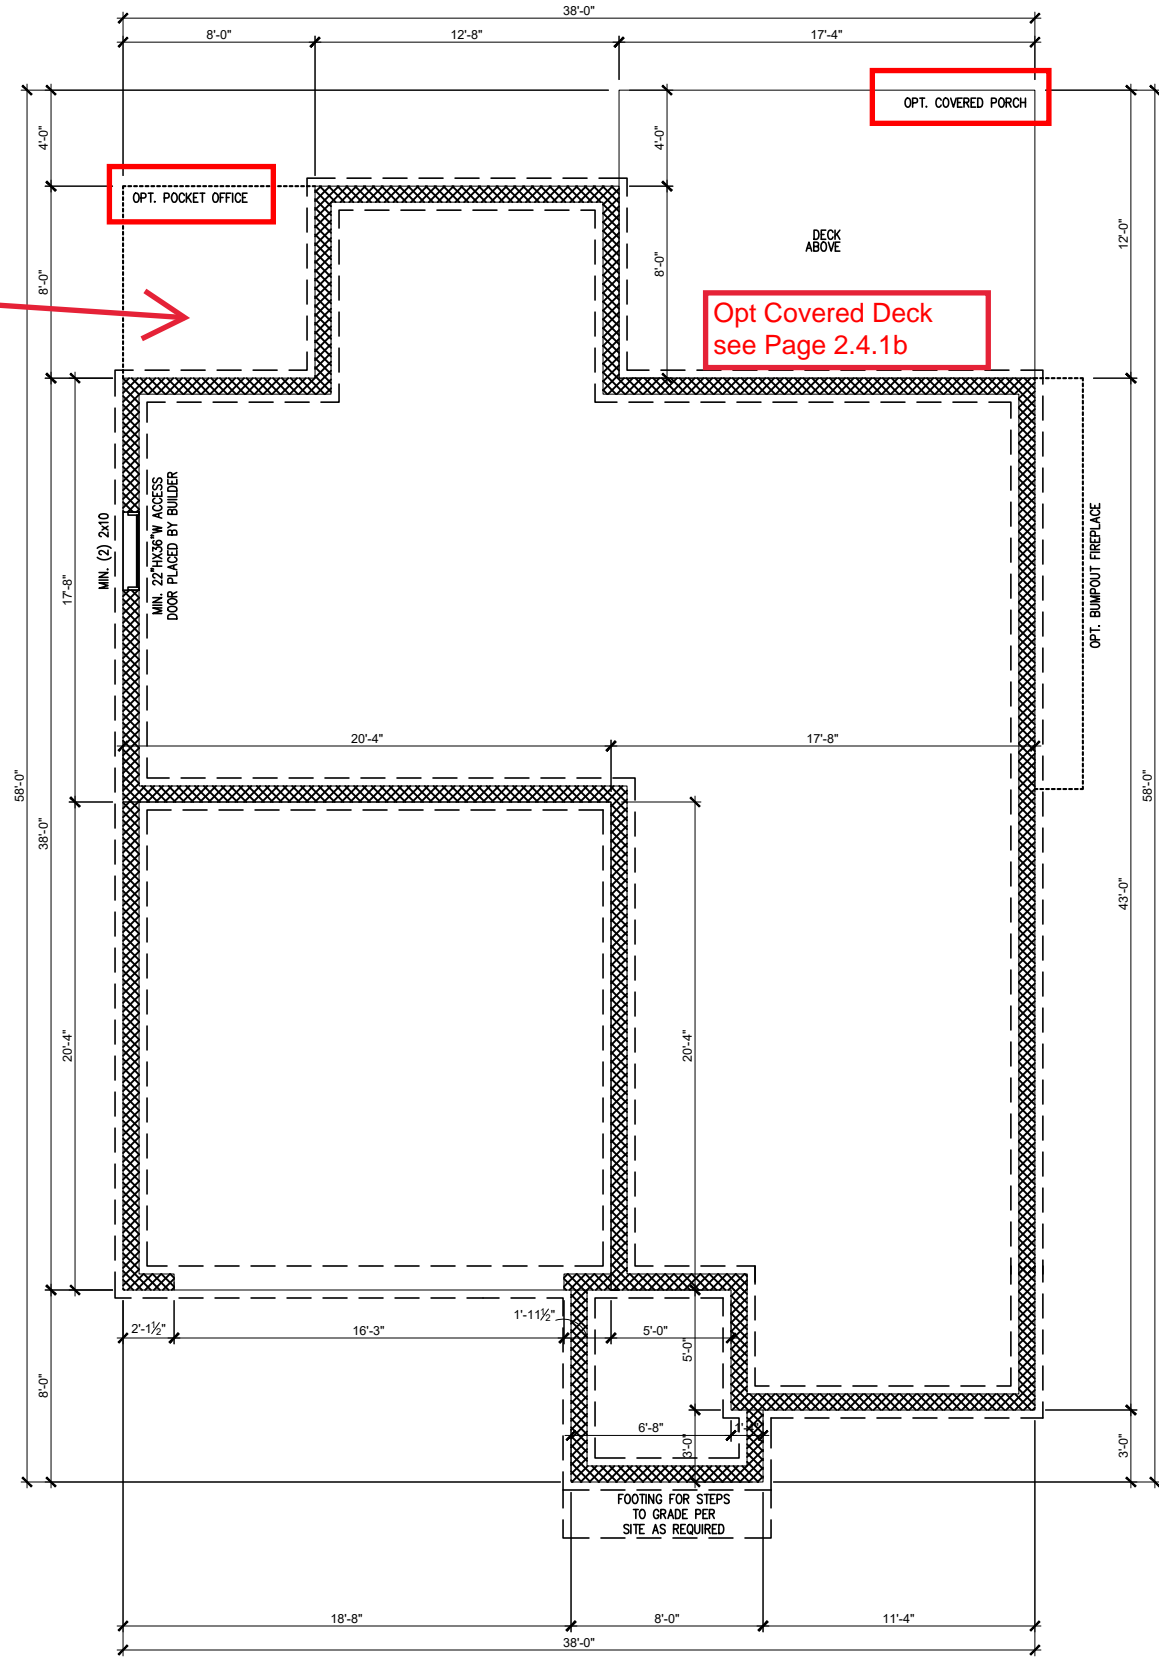 38'-0"
8'-0"
12'-8"
17'-4"
OPT. COVERED PORCH
4'-0"
4'-0"
OPT. POCKET OFFICE
DECK
ABOVE
12'-0"
8'-0"
8'-0"
Opt Covered Deck
see Page 2.4.1b
MIN. (2) 2x10
MIN. 22"HX36"W ACCESS
DOOR PLACED BY BUILDER
OPT. BUMPOUT FIREPLACE
17'-8"
20'-4"
17'-8"
58'-0"
58'-0"
38'-0"
43'-0"
20'-4"
20'-4"
2'-1½"
16'-3"
1'-11½"
5'-0"
5'-0"
8'-0"
6'-8"
3'-0"
3'-0"
FOOTING FOR STEPS
TO GRADE PER
SITE AS REQUIRED
18'-8"
8'-0"
11'-4"
38'-0"